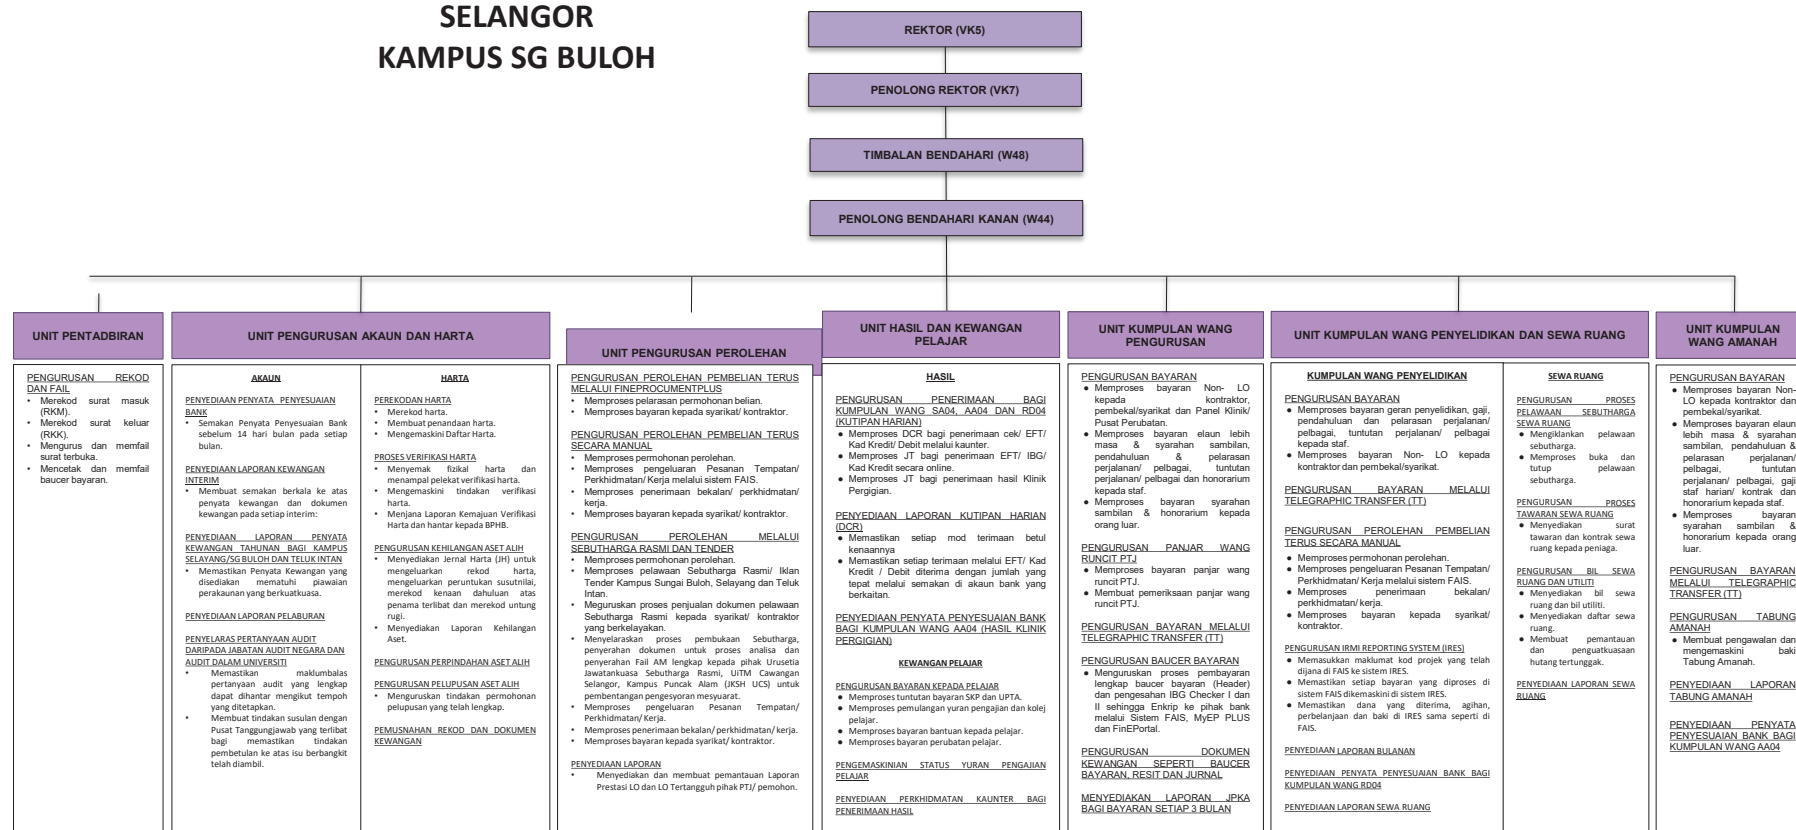 SELANGOR
KAMPUS SG BULOH
REKTOR (VK5)
PENOLONG REKTOR (VK7)
TIMBALAN BENDAHARI (W48)
PENOLONG BENDAHARI KANAN (W44)
UNIT PENTADBIRAN
PENGURUSAN REKOD
DAN FAIL
• Merekod surat masuk
(RKM).
• Merekod surat keluar
(RKK).
• Mengurus dan memfail
surat terbuka.
• Mencetak dan memfail
baucer bayaran.
UNIT PENGURUSAN AKAUN DAN HARTA
AKAUN
PENYEDIAAN PENYATA PENYESUAIAN
BANK
• Semakan Penyata Penyesuaian Bank
sebelum 14 hari bulan pada setiap
bulan.
PENYEDIAAN LAPORAN KEWANGAN
INTERIM
• Membuat semakan berkala ke atas
penyata kewangan dan dokumen
kewangan pada setiap interim:
PENYEDIAAN LAPORAN PENYATA
KEWANGAN TAHUNAN BAGI KAMPUS
SELAYANG/SG BULOH DAN TELUK INTAN
• Memastikan Penyata Kewangan yang
disediakan mematuhi piawaian
perakaunan yang berkuatkuasa.
PENYEDIAAN LAPORAN PELABURAN
PENYELARAS PERTANYAAN AUDIT
DARIPADA JABATAN AUDIT NEGARA DAN
AUDIT DALAM UNIVERSITI
• Memastikan maklumbalas
pertanyaan audit yang lengkap
dapat dihantar mengikut tempoh
yang ditetapkan.
• Membuat tindakan susulan dengan
Pusat Tanggungjawab yang terlibat
bagi memastikan tindakan
pembetulan ke atas isu berbangkit
telah diambil.
HARTA
PEREKODAN HARTA
• Merekod harta.
• Membuat penandaan harta.
• Mengemaskini Daftar Harta.
PROSES VERIFIKASI HARTA
• Menyemak fizikal harta dan
menampal pelekat verifikasi harta.
• Mengemaskini tindakan verifikasi
harta.
• Menjana Laporan Kemajuan Verifikasi
Harta dan hantar kepada BPHB.
PENGURUSAN KEHILANGAN ASET ALIH
• Menyediakan Jernal Harta (JH) untuk
mengeluarkan rekod harta,
mengeluarkan peruntukan susutnilai,
merekod kenaan dahuluan atas
penama terlibat dan merekod untung
rugi.
• Menyediakan Laporan Kehilangan
Aset.
PENGURUSAN PERPINDAHAN ASET ALIH
PENGURUSAN PELUPUSAN ASET ALIH
• Menguruskan tindakan permohonan
pelupusan yang telah lengkap.
PEMUSNAHAN REKOD DAN DOKUMEN
KEWANGAN
UNIT PENGURUSAN PEROLEHAN
PENGURUSAN PEROLEHAN PEMBELIAN TERUS
MELALUI FINEPROCUMENTPLUS
• Memproses pelarasan permohonan belian.
• Memproses bayaran kepada syarikat/ kontraktor.
PENGURUSAN PEROLEHAN PEMBELIAN TERUS
SECARA MANUAL
• Memproses permohonan perolehan.
• Memproses pengeluaran Pesanan Tempatan/
Perkhidmatan/ Kerja melalui sistem FAIS.
• Memproses penerimaan bekalan/ perkhidmatan/
kerja.
• Memproses bayaran kepada syarikat/ kontraktor.
PENGURUSAN PEROLEHAN MELALUI
SEBUTHARGA RASMI DAN TENDER
• Memproses permohonan perolehan.
• Memproses pelawaan Sebutharga Rasmi/ Iklan
Tender Kampus Sungai Buloh, Selayang dan Teluk
Intan.
• Meguruskan proses penjualan dokumen pelawaan
Sebutharga Rasmi kepada syarikat/ kontraktor
yang berkelayakan.
• Menyelaraskan proses pembukaan Sebutharga,
penyerahan dokumen untuk proses analisa dan
penyerahan Fail AM lengkap kepada pihak Urusetia
Jawatankuasa Sebutharga Rasmi, UiTM Cawangan
Selangor, Kampus Puncak Alam (JKSH UCS) untuk
pembentangan pengesyoran mesyuarat.
• Memproses pengeluaran Pesanan Tempatan/
Perkhidmatan/ Kerja.
• Memproses penerimaan bekalan/ perkhidmatan/ kerja.
• Memproses bayaran kepada syarikat/ kontraktor.
PENYEDIAAN LAPORAN
• Menyediakan dan membuat pemantauan Laporan
Prestasi LO dan LO Tertangguh pihak PTJ/ pemohon.
UNIT HASIL DAN KEWANGAN
PELAJAR
HASIL
PENGURUSAN PENERIMAAN BAGI
KUMPULAN WANG SA04, AA04 DAN RD04
(KUTIPAN HARIAN)
● Memproses DCR bagi penerimaan cek/ EFT/
Kad Kredit/ Debit melalui kaunter.
● Memproses JT bagi penerimaan EFT/ IBG/
Kad Kredit secara online.
● Memproses JT bagi penerimaan hasil Klinik
Pergigian.
PENYEDIAAN LAPORAN KUTIPAN HARIAN
(DCR)
● Memastikan setiap mod terimaan betul
kenaannya
● Memastikan setiap terimaan melalui EFT/ Kad
Kredit / Debit diterima dengan jumlah yang
tepat melalui semakan di akaun bank yang
berkaitan.
PENYEDIAAN PENYATA PENYESUAIAN BANK
BAGI KUMPULAN WANG AA04 (HASIL KLINIK
PERGIGIAN)
KEWANGAN PELAJAR
PENGURUSAN BAYARAN KEPADA PELAJAR
● Memproses tuntutan bayaran SKP dan UPTA.
● Memproses pemulangan yuran pengajian dan kolej
pelajar.
● Memproses bayaran bantuan kepada pelajar.
● Memproses bayaran perubatan pelajar.
PENGEMASKINIAN STATUS YURAN PENGAJIAN
PELAJAR
PENYEDIAAN PERKHIDMATAN KAUNTER BAGI
PENERIMAAN HASIL
UNIT KUMPULAN WANG
PENGURUSAN
PENGURUSAN BAYARAN
● Memproses bayaran Non- LO
kepada kontraktor,
pembekal/syarikat dan Panel Klinik/
Pusat Perubatan.
● Memproses bayaran elaun lebih
masa & syarahan sambilan,
pendahuluan & pelarasan
perjalanan/ pelbagai, tuntutan
perjalanan/ pelbagai dan honorarium
kepada staf.
● Memproses bayaran syarahan
sambilan & honorarium kepada
orang luar.
PENGURUSAN PANJAR WANG
RUNCIT PTJ
● Memproses bayaran panjar wang
runcit PTJ.
● Membuat pemeriksaan panjar wang
runcit PTJ.
PENGURUSAN BAYARAN MELALUI
TELEGRAPHIC TRANSFER (TT)
PENGURUSAN BAUCER BAYARAN
● Menguruskan proses pembayaran
lengkap baucer bayaran (Header)
dan pengesahan IBG Checker I dan
II sehingga Enkrip ke pihak bank
melalui Sistem FAIS, MyEP PLUS
dan FinEPortal.
PENGURUSAN DOKUMEN
KEWANGAN SEPERTI BAUCER
BAYARAN, RESIT DAN JURNAL
MENYEDIAKAN LAPORAN JPKA
BAGI BAYARAN SETIAP 3 BULAN
UNIT KUMPULAN WANG PENYELIDIKAN DAN SEWA RUANG
KUMPULAN WANG PENYELIDIKAN
PENGURUSAN BAYARAN
● Memproses bayaran geran penyelidikan, gaji,
pendahuluan dan pelarasan perjalanan/
pelbagai, tuntutan perjalanan/ pelbagai
kepada staf.
● Memproses bayaran Non- LO kepada
kontraktor dan pembekal/syarikat.
PENGURUSAN BAYARAN MELALUI
TELEGRAPHIC TRANSFER (TT)
PENGURUSAN PEROLEHAN PEMBELIAN
TERUS SECARA MANUAL
● Memproses permohonan perolehan.
● Memproses pengeluaran Pesanan Tempatan/
Perkhidmatan/ Kerja melalui sistem FAIS.
● Memproses penerimaan bekalan/
perkhidmatan/ kerja.
● Memproses bayaran kepada syarikat/
kontraktor.
PENGURUSAN IRMI REPORTING SYSTEM (IRES)
● Memasukkan maklumat kod projek yang telah
dijana di FAIS ke sistem IRES.
● Memastikan setiap bayaran yang diproses di
sistem FAIS dikemaskini di sistem IRES.
● Memastikan dana yang diterima, agihan,
perbelanjaan dan baki di IRES sama seperti di
FAIS.
PENYEDIAAN LAPORAN BULANAN
PENYEDIAAN PENYATA PENYESUAIAN BANK BAGI
KUMPULAN WANG RD04
PENYEDIAAN LAPORAN SEWA RUANG
SEWA RUANG
PENGURUSAN PROSES
PELAWAAN SEBUTHARGA
SEWA RUANG
● Mengiklankan pelawaan
sebutharga.
● Memproses buka dan
tutup pelawaan
sebutharga.
PENGURUSAN PROSES
TAWARAN SEWA RUANG
● Menyediakan surat
tawaran dan kontrak sewa
ruang kepada peniaga.
PENGURUSAN BIL SEWA
RUANG DAN UTILITI
● Menyediakan bil sewa
ruang dan bil utiliti.
● Menyediakan daftar sewa
ruang.
● Membuat pemantauan
dan penguatkuasaan
hutang tertunggak.
PENYEDIAAN LAPORAN SEWA
RUANG
UNIT KUMPULAN
WANG AMANAH
PENGURUSAN BAYARAN
● Memproses bayaran Non-
LO kepada kontraktor dan
pembekal/syarikat.
● Memproses bayaran elaun
lebih masa & syarahan
sambilan, pendahuluan &
pelarasan perjalanan/
pelbagai, tuntutan
perjalanan/ pelbagai, gaji
staf harian/ kontrak dan
honorarium kepada staf.
● Memproses bayaran
syarahan sambilan &
honorarium kepada orang
luar.
PENGURUSAN BAYARAN
MELALUI TELEGRAPHIC
TRANSFER (TT)
PENGURUSAN TABUNG
AMANAH
● Membuat pengawalan dan
mengemaskini baki
Tabung Amanah.
PENYEDIAAN LAPORAN
TABUNG AMANAH
PENYEDIAAN PENYATA
PENYESUAIAN BANK BAGI
KUMPULAN WANG AA04